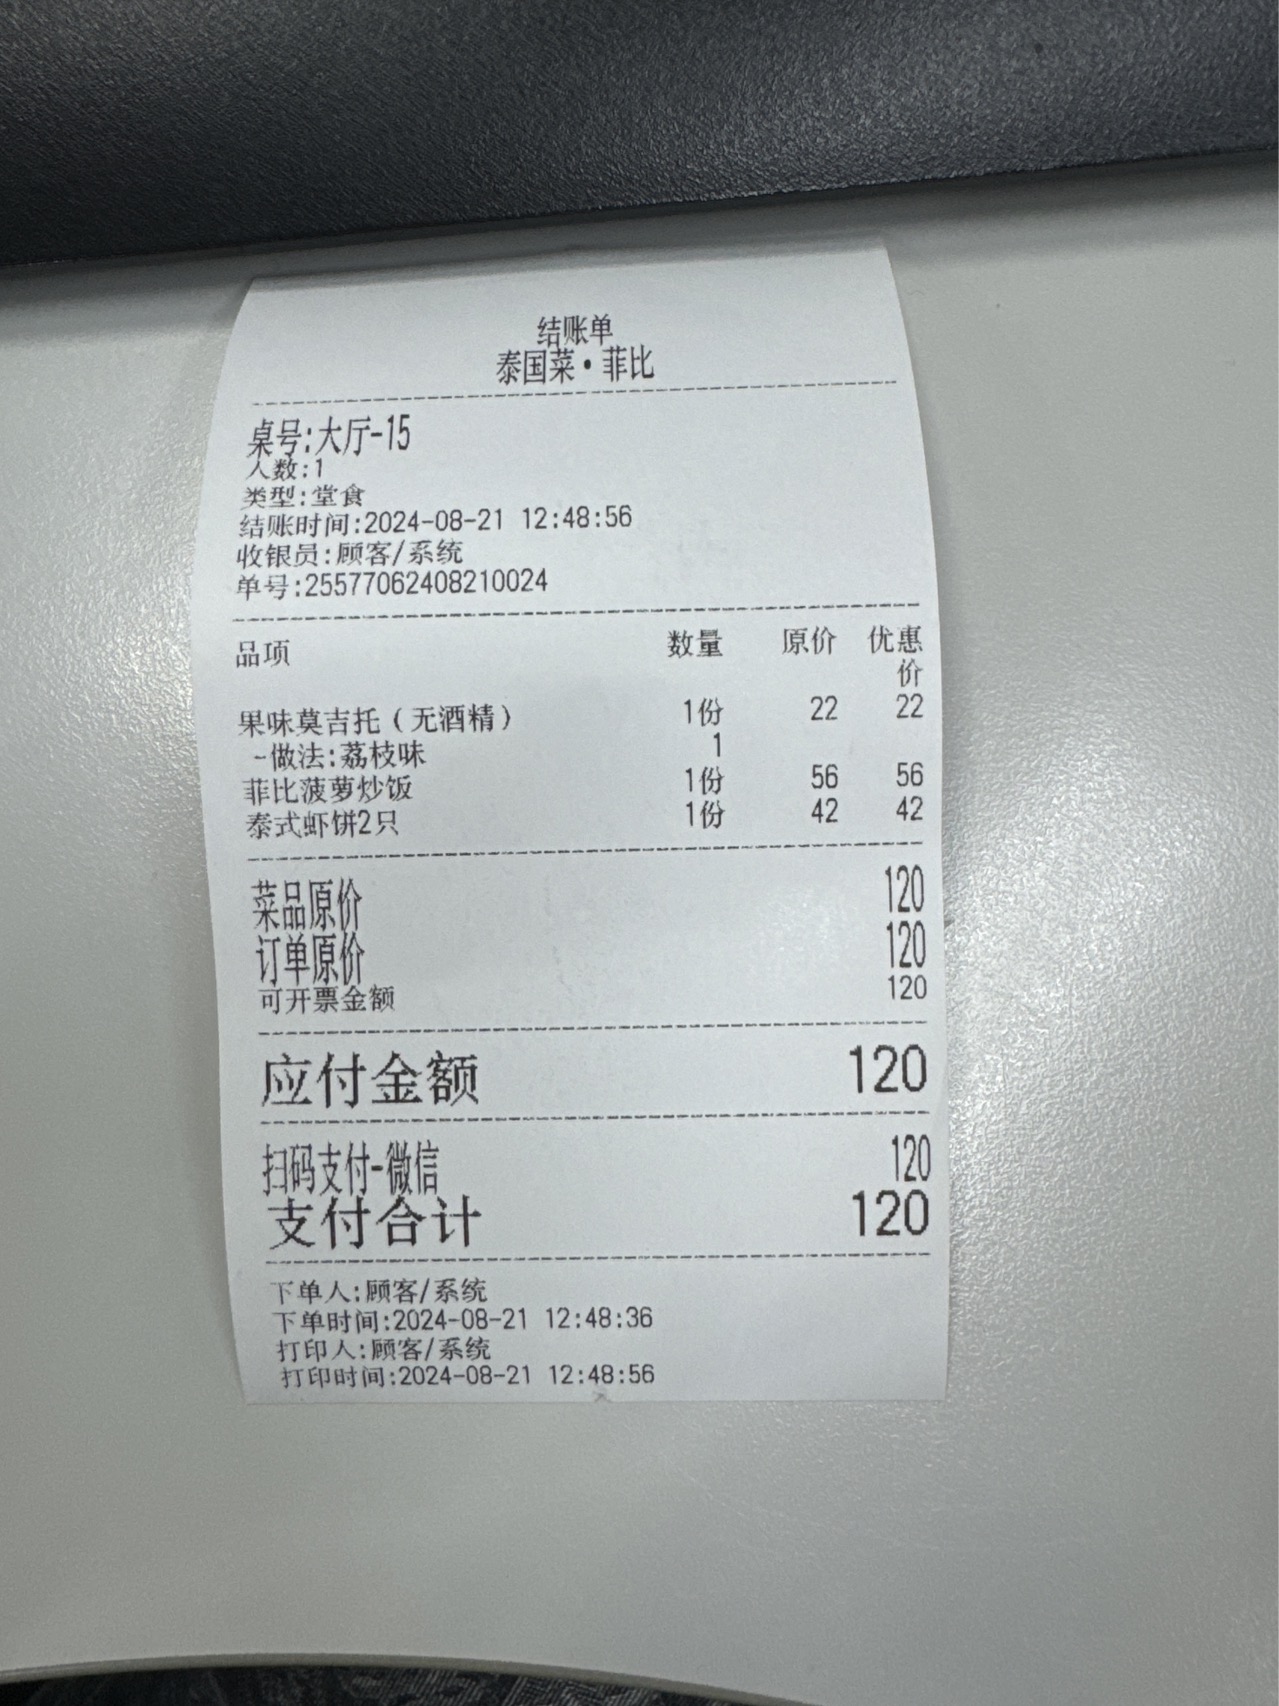 结账单
泰国菜·菲比
桌号:大厅-15
人数:1
类型:堂食
结账时间:2024-08-21 12:48:56
收银员:顾客/系统
单号:25577062408210024
品项 数量 原价 优惠
价
果味莫吉托（无酒精） 1份 22 22
-做法:荔枝味 1
菲比菠萝炒饭 1份 56 56
泰式虾饼2只 1份 42 42
菜品原价 120
订单原价 120
可开票金额 120
应付金额 120
扫码支付-微信 120
支付合计 120
下单人:顾客/系统
下单时间:2024-08-21 12:48:36
打印人:顾客/系统
打印时间:2024-08-21 12:48:56